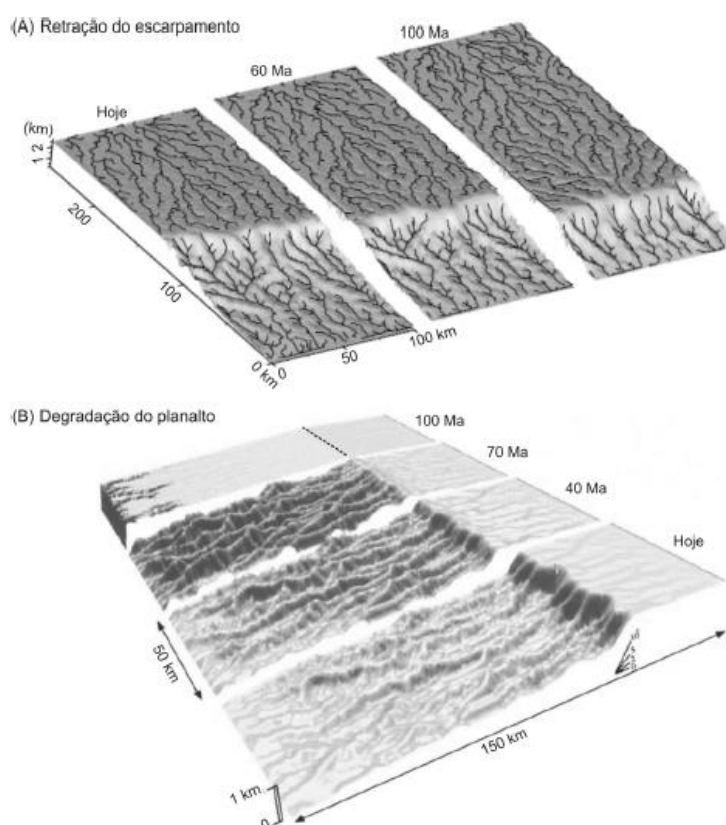 (A) Retração do escarpamento
100 Ma
60 Ma
Hoje
(km)
2
1
200
100
0 km
0
50
100 km
(B) Degradação do planalto
100 Ma
70 Ma
40 Ma
Hoje
50 km
150 km
1 km
0